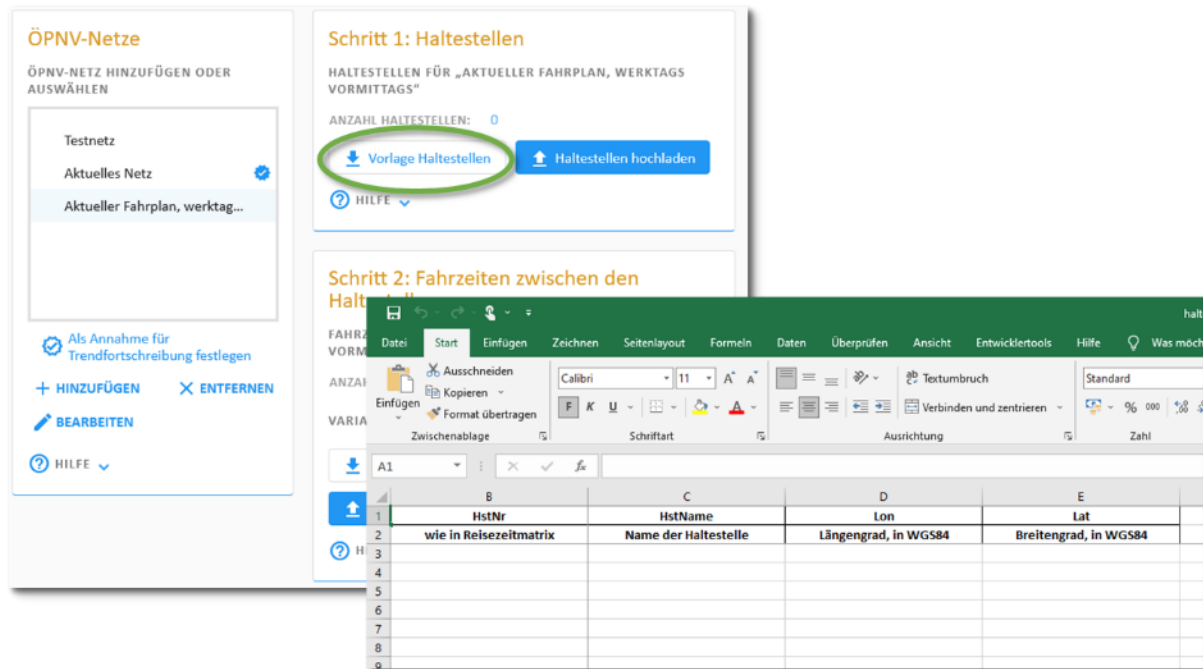 ÖPNV-Netze
ÖPNV-NETZ HINZUFÜGEN ODER
AUSWÄHLEN
Testnetz
Aktuelles Netz
Aktueller Fahrplan, werktag...
Als Annahme für
Trendfortschreibung festlegen
HINZUFÜGEN
ENTFERNEN
BEARBEITEN
HILFE
Schritt 1: Haltestellen
HALTESTELLEN FÜR „AKTUELLER FAHRPLAN, WERKTAGS
VORMITTAGS“
ANZAHL HALTESTELLEN: 0
Vorlage Haltestellen
Haltestellen hochladen
HILFE
Schritt 2: Fahrzeiten zwischen den
Datei Start Einfügen Zeichnen Seitenlayout Formeln Daten Überprüfen Ansicht Entwicklertools Hilfe Was
Einfügen
Ausschneiden
Kopieren
Format übertragen
Zwischenablage
Calibri 11
F K U
Schriftart
Textumbruch
Verbinden und zentrieren
Ausrichtung
Standard
% 000
Zahl
A1 fx
B C D E
1 HstNr HstName Lon Lat
2 wie in Reisezeitmatrix Name der Haltestelle Längengrad, in WGS84 Breitengrad, in WGS84
3
4
5
6
7
8
9